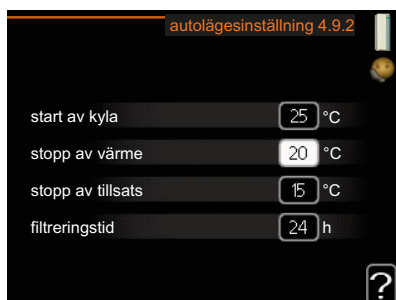 autolägesinställning 4.9.2
start av kyla 25 °C
stopp av värme 20 °C
stopp av tillsats 15 °C
filtreringstid 24 h
?